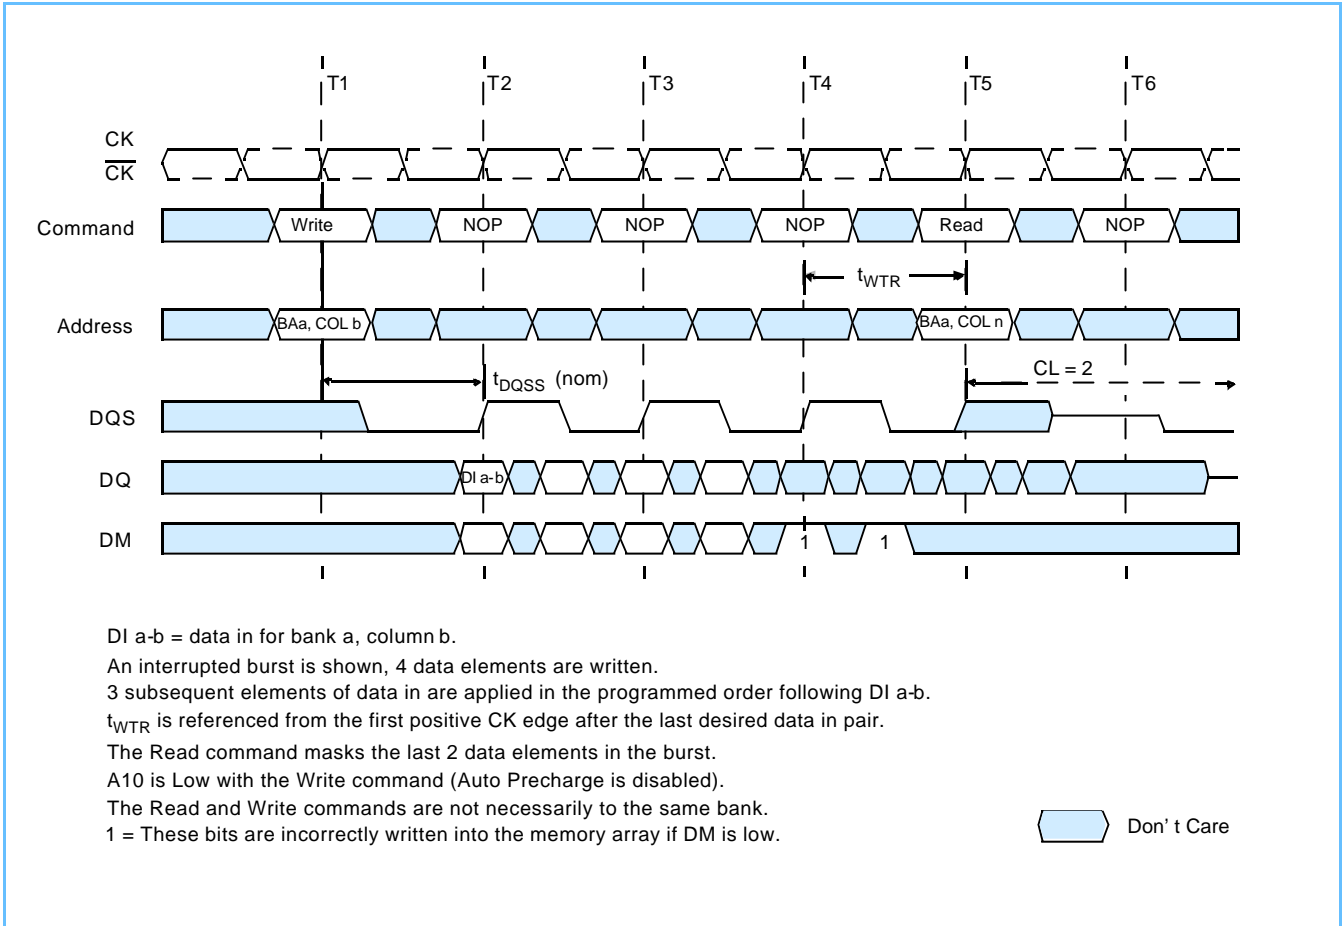 T1 T2 T3 T4 T5 T6
CK
CK
Command Write NOP NOP NOP Read NOP
tWTR
Address BAa, COL b BAa, COL n
tDQSS (nom) CL = 2
DQS
DQ DI a-b
DM 1 1
DI a-b = data in for bank a, column b.
An interrupted burst is shown, 4 data elements are written.
3 subsequent elements of data in are applied in the programmed order following DI a-b.
tWTR is referenced from the first positive CK edge after the last desired data in pair.
The Read command masks the last 2 data elements in the burst.
A10 is Low with the Write command (Auto Precharge is disabled).
The Read and Write commands are not necessarily to the same bank.
1 = These bits are incorrectly written into the memory array if DM is low.
Don' t Care